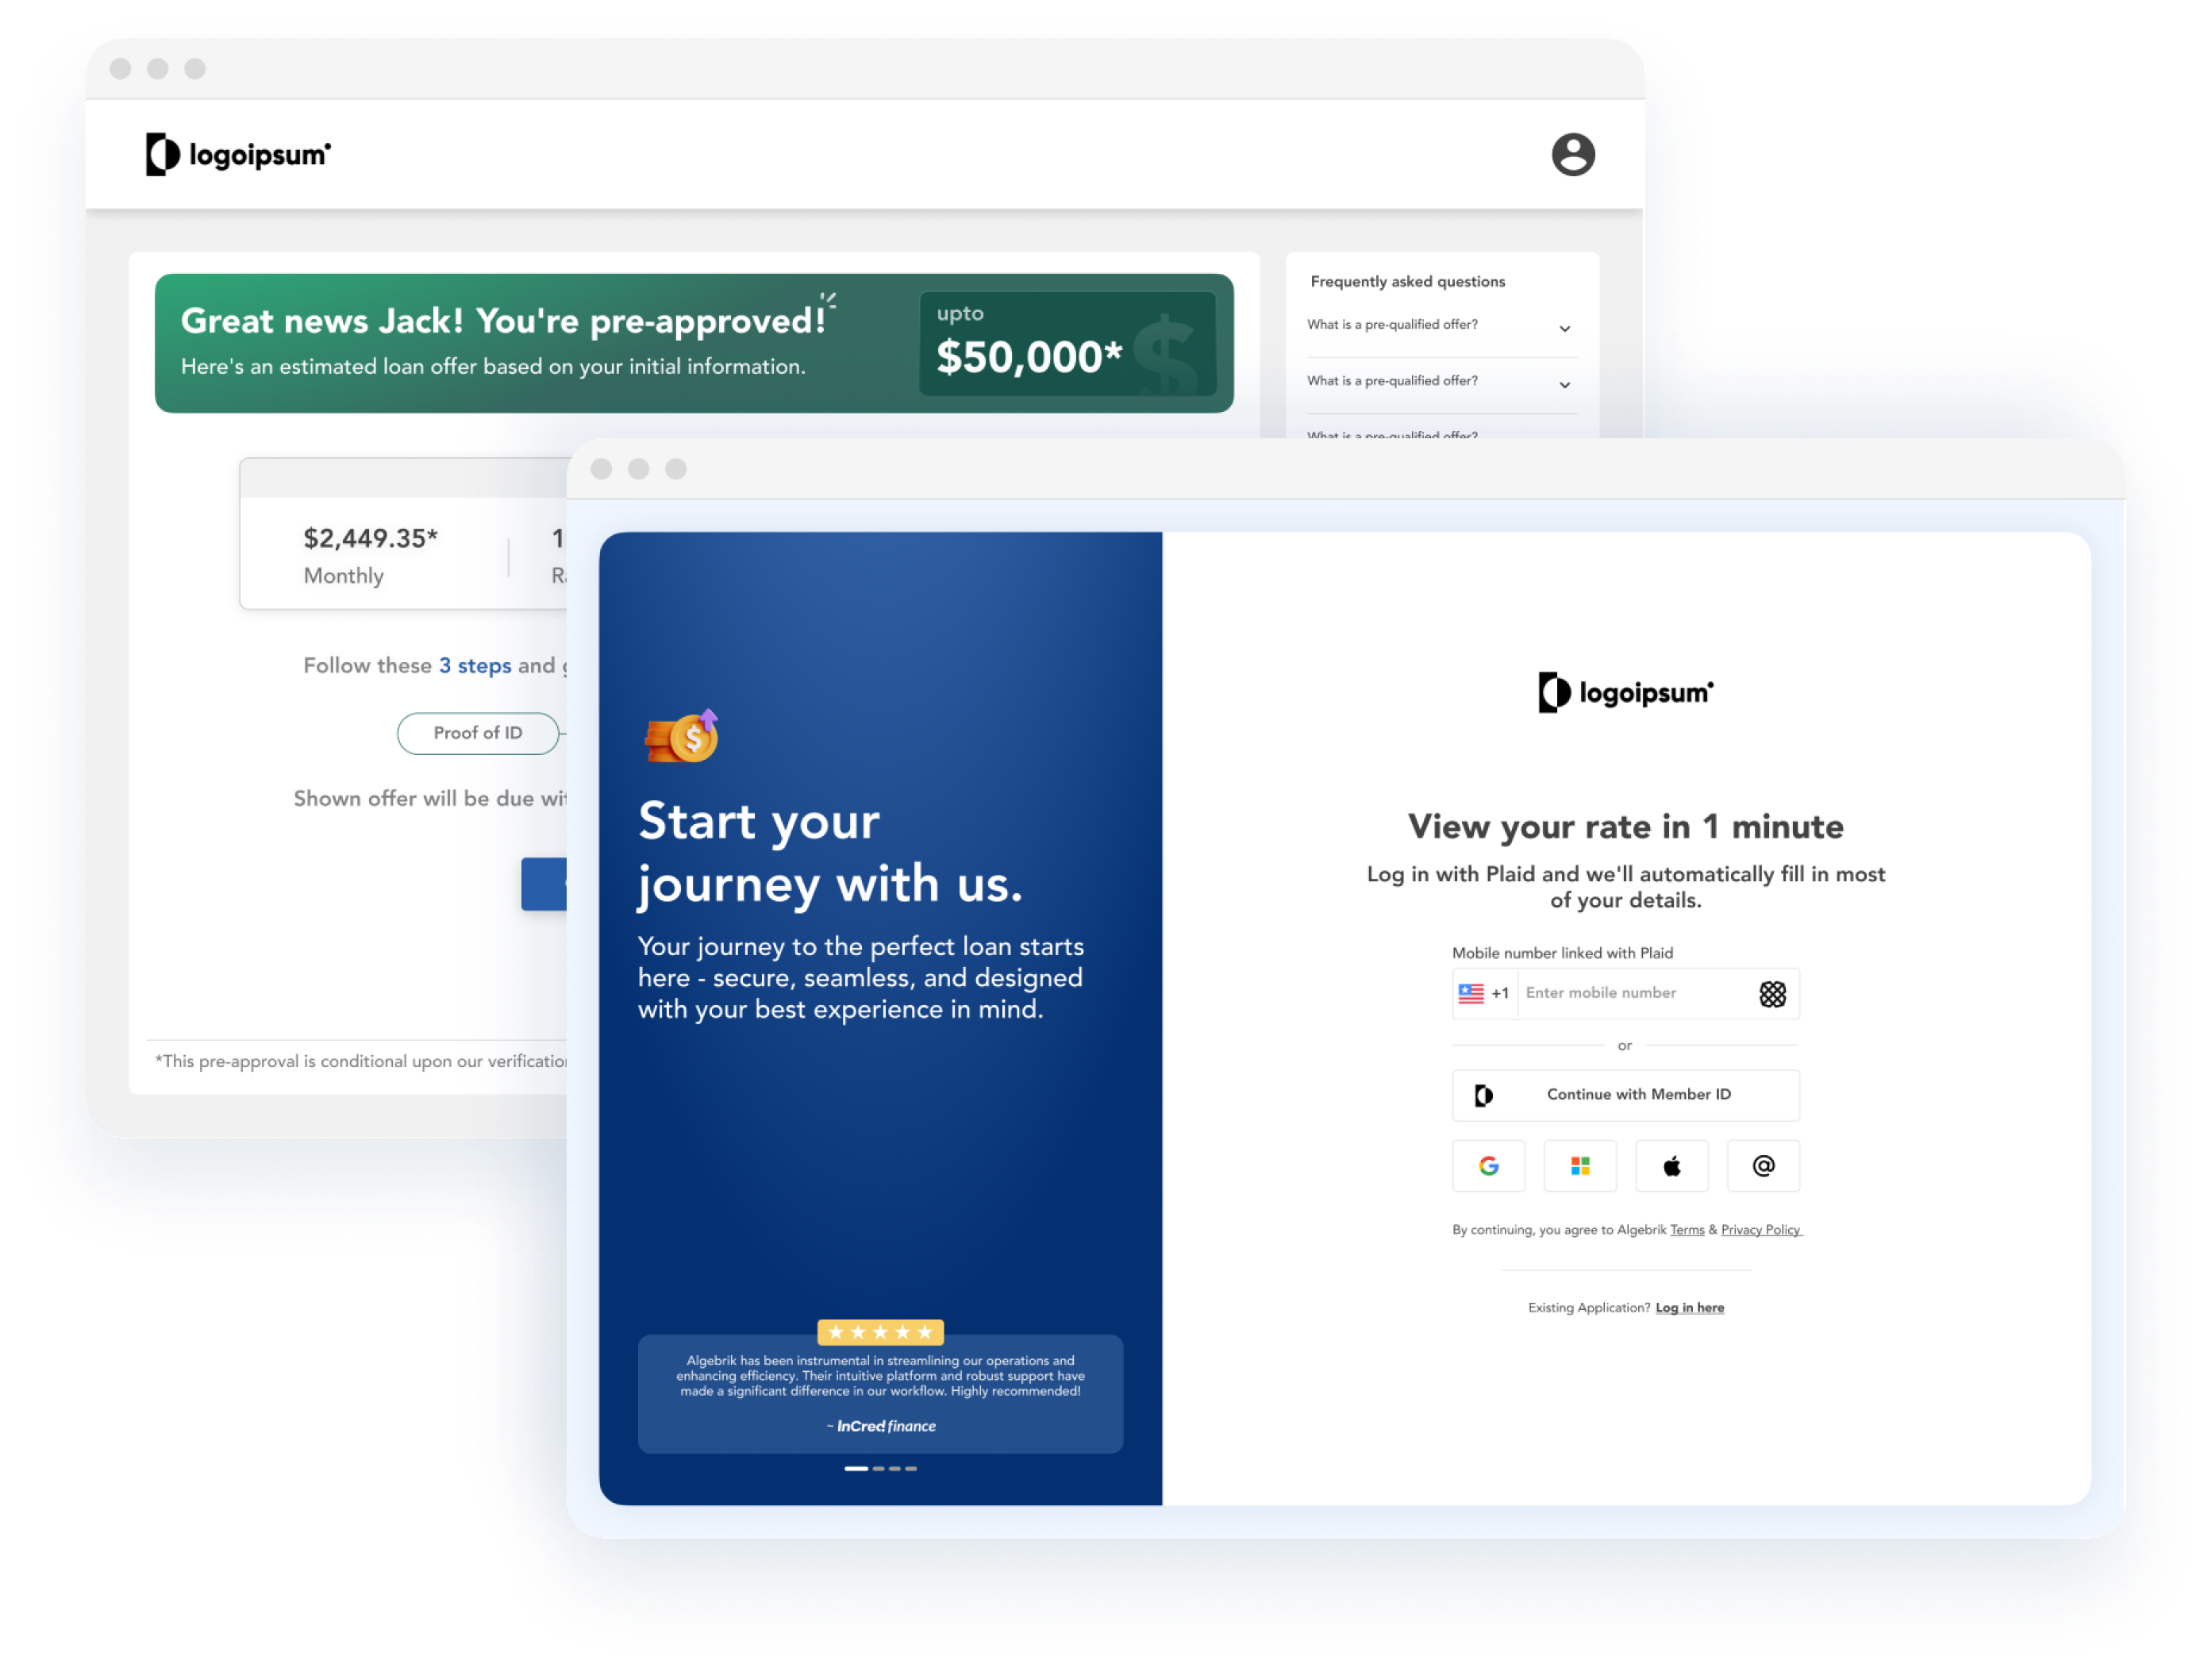 logoipsum
Great news Jack! You're pre-approved!
Here's an estimated loan offer based on your initial information.
upto
$50,000*
$
Frequently asked questions
What is a pre-qualified offer?
What is a pre-qualified offer?
What is a pre-qualified offer?
$2,449.35*
Monthly
1
Follow these 3 steps and
Proof of ID
Shown offer will be due
*This pre-approval is conditional upon our
$
Start your
journey with us.
Your journey to the perfect loan starts
here - secure, seamless, and designed
with your best experience in mind.
Algebrik has been instrumental in streamlining our operations and
enhancing efficiency. Their intuitive platform and robust support have
made a significant difference in our workflow. Highly recommended!
~ InCred finance
logoipsum
View your rate in 1 minute
Log in with Plaid and we'll automatically fill in most
of your details.
Mobile number linked with Plaid
+1 Enter mobile number
or
Continue with Member ID
G
@
By continuing, you agree to Algebrik Terms & Privacy Policy
Existing Application? Log in here